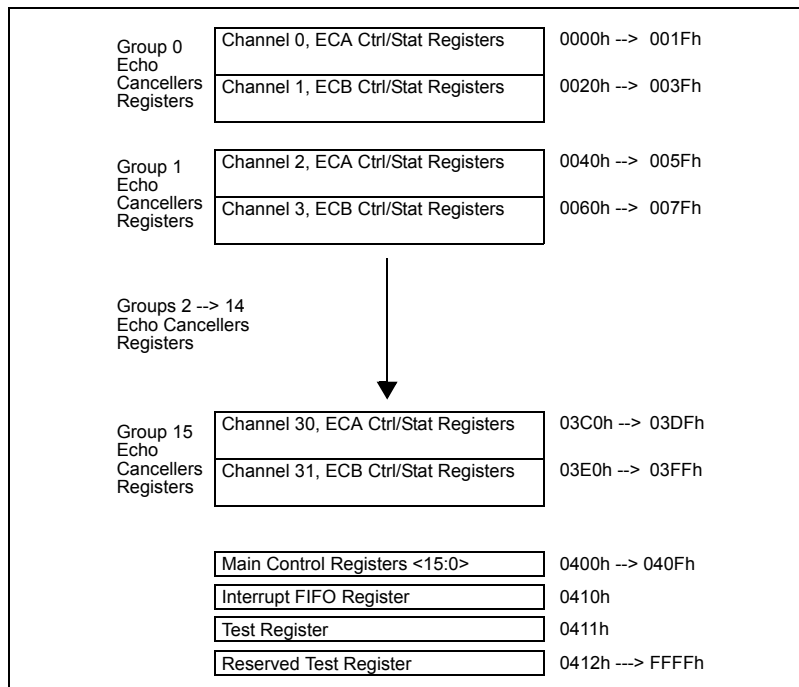 Group 0
Echo
Cancellers
Registers
Channel 0, ECA Ctrl/Stat Registers 0000h --> 001Fh
Channel 1, ECB Ctrl/Stat Registers 0020h --> 003Fh
Group 1
Echo
Cancellers
Registers
Channel 2, ECA Ctrl/Stat Registers 0040h --> 005Fh
Channel 3, ECB Ctrl/Stat Registers 0060h --> 007Fh
Groups 2 --> 14
Echo Cancellers
Registers
Group 15
Echo
Cancellers
Registers
Channel 30, ECA Ctrl/Stat Registers 03C0h --> 03DFh
Channel 31, ECB Ctrl/Stat Registers 03E0h --> 03FFh
Main Control Registers <15:0> 0400h --> 040Fh
Interrupt FIFO Register 0410h
Test Register 0411h
Reserved Test Register 0412h ---> FFFFh